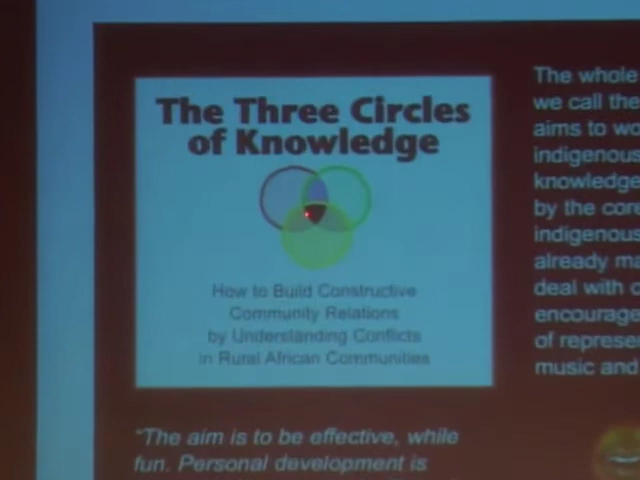 The Three Circles
of Knowledge
How to Build Constructive
Community Relations
by Understanding Conflicts
in Rural African Communities
"The aim is to be effective, while
fun. Personal development is
The whole
we call the
aims to wo
indigenous
knowledge
by the core
indigenous
already ma
deal with c
encourage
of represe
music and